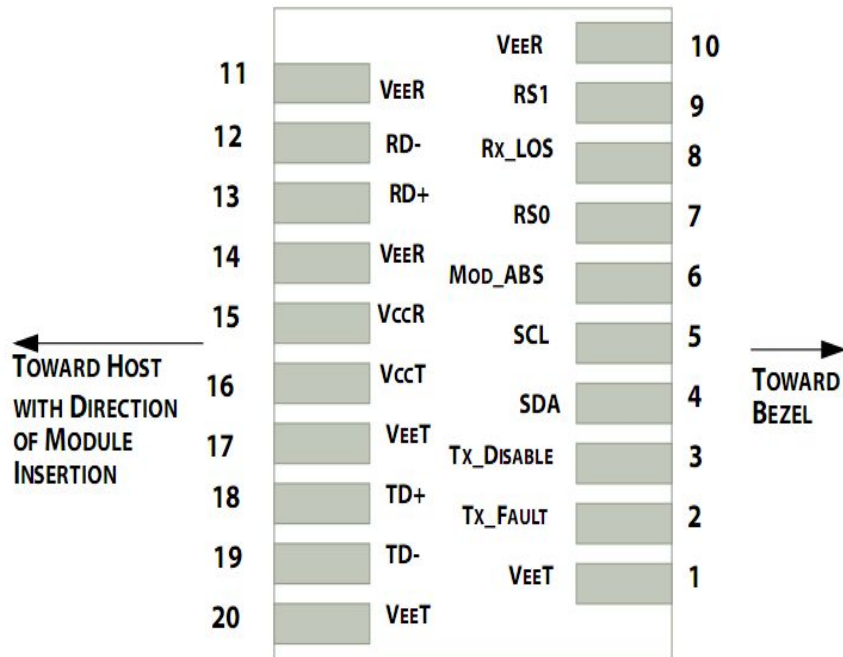 11 VEER
12 RD-
13 RD+
14 VEER
15 VCCR
16 VCCT
17 VEET
18 TD+
19 TD-
20 VEET
VEER 10
RS1 9
RX_LOS 8
RS0 7
MOD_ABS 6
SCL 5
SDA 4
TX_DISABLE 3
TX_FAULT 2
VEET 1
TOWARD HOST
WITH DIRECTION
OF MODULE
INSERTION
TOWARD
BEZEL